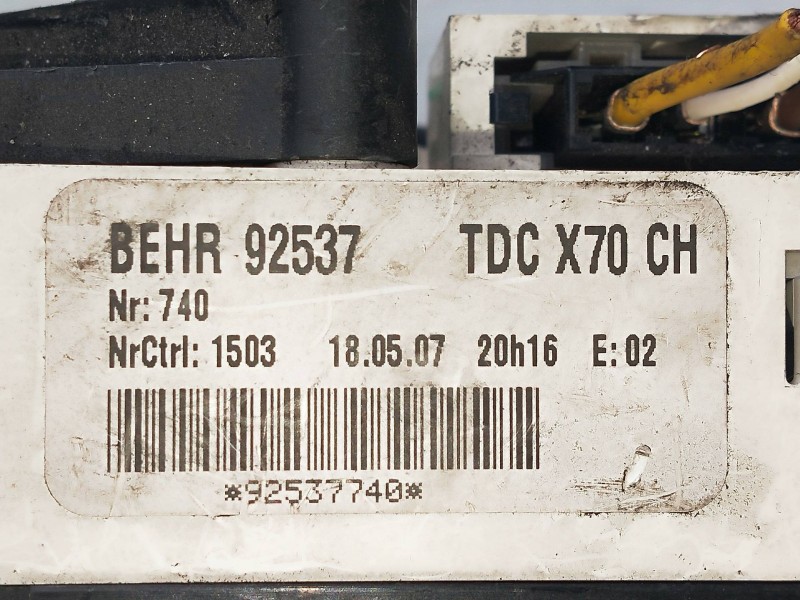 BEHR 92537 TDC X70 CH
Nr: 740
NrCtrl: 1503 18.05.07 20h16 E: 02
*92537740*